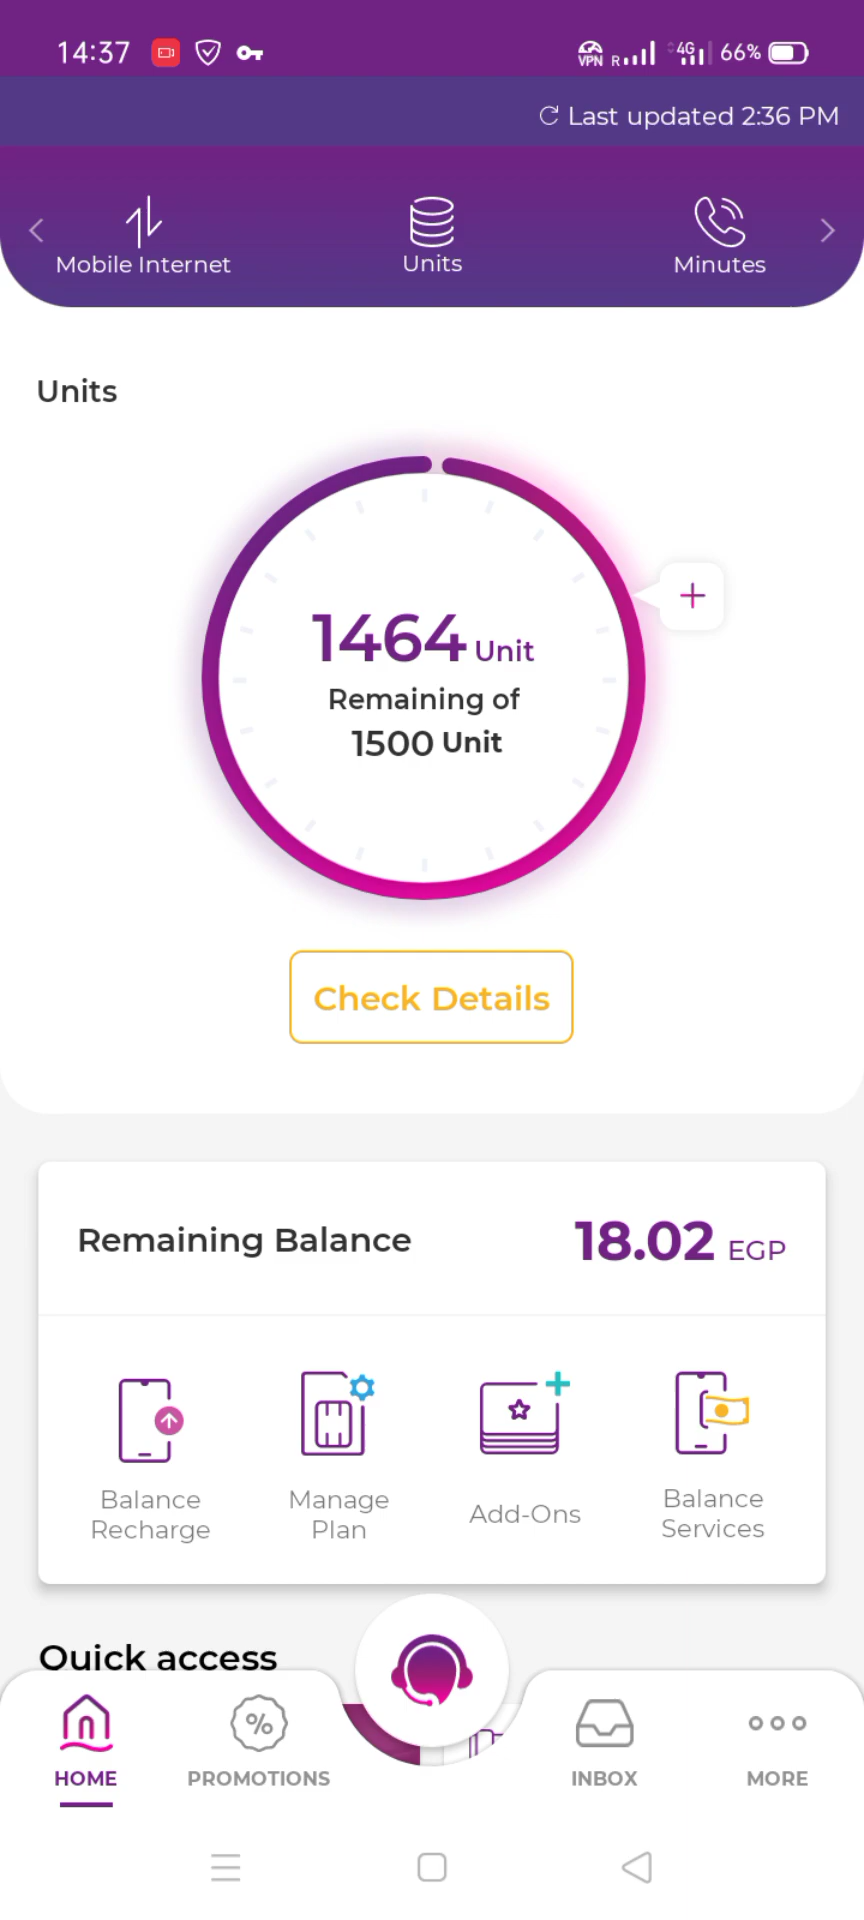 14:37
VPN R 4G 66%
Last updated 2:36 PM
Mobile Internet
Units
Minutes
Units
1464 Unit
Remaining of
1500 Unit
Check Details
Remaining Balance
18.02 EGP
Balance
Recharge
Manage
Plan
Add-Ons
Balance
Services
Quick access
HOME
PROMOTIONS
INBOX
MORE